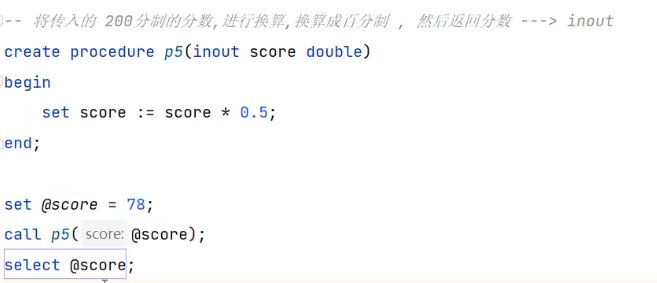 -- 将传入的 200分制的分数,进行换算,换算成百分制 , 然后返回分数 ---> inout
create procedure p5(inout score double)
begin
    set score := score * 0.5;
end;
set @score = 78;
call p5( score: @score);
select @score;